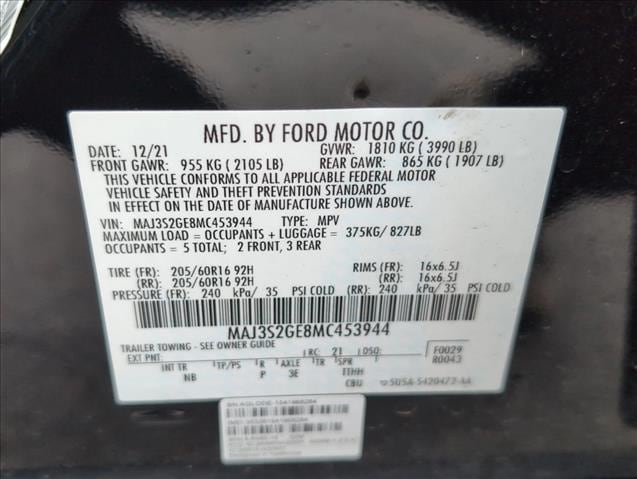 MFD. BY FORD MOTOR CO.
DATE: 12/21 GVWR: 1810 KG ( 3990 LB)
FRONT GAWR: 955 KG ( 2105 LB) REAR GAWR: 865 KG ( 1907 LB)
THIS VEHICLE CONFORMS TO ALL APPLICABLE FEDERAL MOTOR
VEHICLE SAFETY AND THEFT PREVENTION STANDARDS
IN EFFECT ON THE DATE OF MANUFACTURE SHOWN ABOVE.
VIN: MAJ3S2GE8MC453944 TYPE: MPV
MAXIMUM LOAD = OCCUPANTS + LUGGAGE = 375KG/ 827LB
OCCUPANTS = 5 TOTAL; 2 FRONT, 3 REAR
TIRE (FR): 205/60R16 92H RIMS (FR): 16x6.5J
(RR): 205/60R16 92H (RR): 16x6.5J
PRESSURE (FR): 240 kPa/ 35 PSI COLD (RR): 240 kPa/ 35 PSI COLD
MAJ3S2GE8MC453944
TRAILER TOWING - SEE OWNER GUIDE
EXT PNT: RC: 21 DSO: F0029
R0043
INT TR TP/PS R AXLE TR SPR
NB P 3E TTHH
CBU